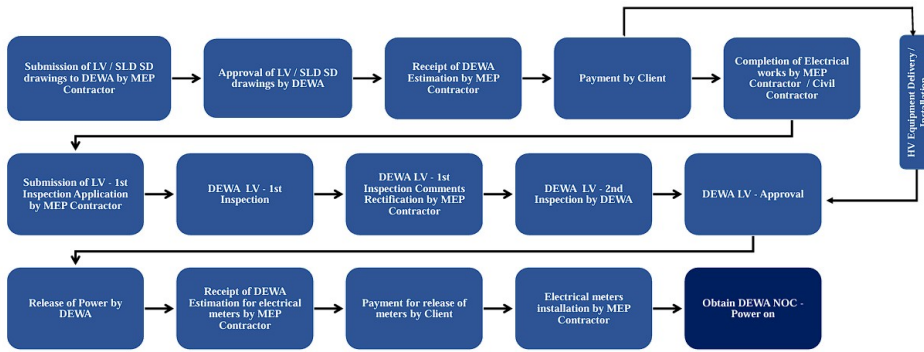 Submission of LV / SLD SD
drawings to DEWA by MEP
Contractor
Approval of LV / SLD SD
drawings by DEWA
Receipt of DEWA
Estimation by MEP
Contractor
Payment by Client
Completion of Electrical
works by MEP
Contractor / Civil
Contractor
HV Equipment Delivery /
Installation
Submission of LV - 1st
Inspection Application
by MEP Contractor
DEWA LV - 1st
Inspection
DEWA LV - 1st
Inspection Comments
Rectification by MEP
Contractor
DEWA LV - 2nd
Inspection by DEWA
DEWA LV - Approval
Release of Power by
DEWA
Receipt of DEWA
Estimation for electrical
meters by MEP
Contractor
Payment for release of
meters by Client
Electrical meters
installation by MEP
Contractor
Obtain DEWA NOC -
Power on